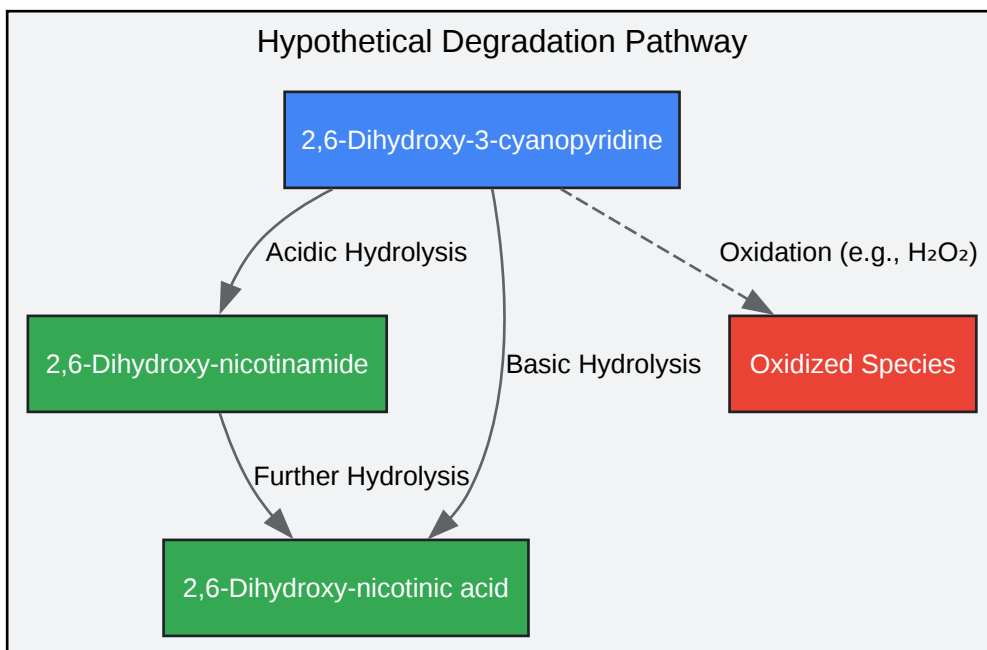 Hypothetical Degradation Pathway
2,6-Dihydroxy-3-cyanopyridine
Acidic Hydrolysis
Oxidation (e.g., H₂O₂)
2,6-Dihydroxy-nicotinamide
Basic Hydrolysis
Oxidized Species
Further Hydrolysis
2,6-Dihydroxy-nicotinic acid